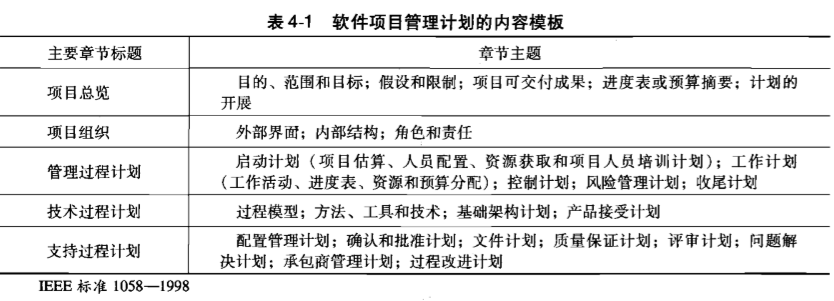 表 4-1 软件项目管理计划的内容模板
主要章节标题 章节主题
项目总览 目的、范围和目标；假设和限制；项目可交付成果；进度表或预算摘要；计划的
开展
项目组织 外部界面；内部结构；角色和责任
管理过程计划 启动计划（项目估算、人员配置、资源获取和项目人员培训计划）；工作计划
（工作活动、进度表、资源和预算分配）；控制计划；风险管理计划；收尾计划
技术过程计划 过程模型；方法、工具和技术；基础架构计划；产品接受计划
支持过程计划 配置管理计划；确认和批准计划；文件计划；质量保证计划；评审计划；问题解
决计划；承包商管理计划；过程改进计划
IEEE 标准 1058—1998